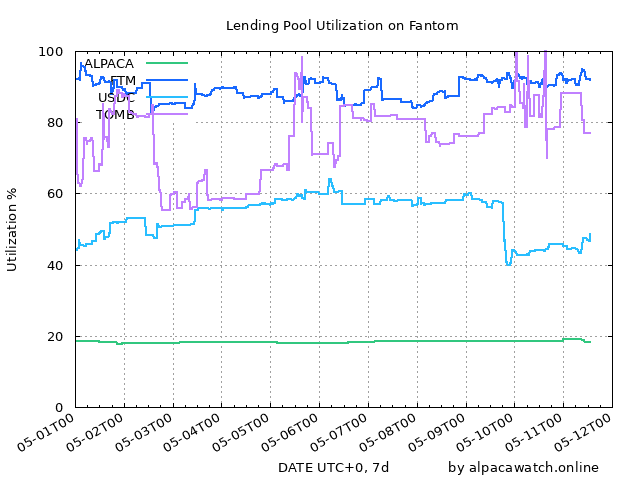 Lending Pool Utilization on Fantom
ALPACA
FTM
USDC
TOMB
Utilization %
100
80
60
40
20
0
05-01T00
05-02T00
05-03T00
05-04T00
05-05T00
05-06T00
05-07T00
05-08T00
05-09T00
05-10T00
05-11T00
05-12T00
DATE UTC+0, 7d
by alpacawatch.online